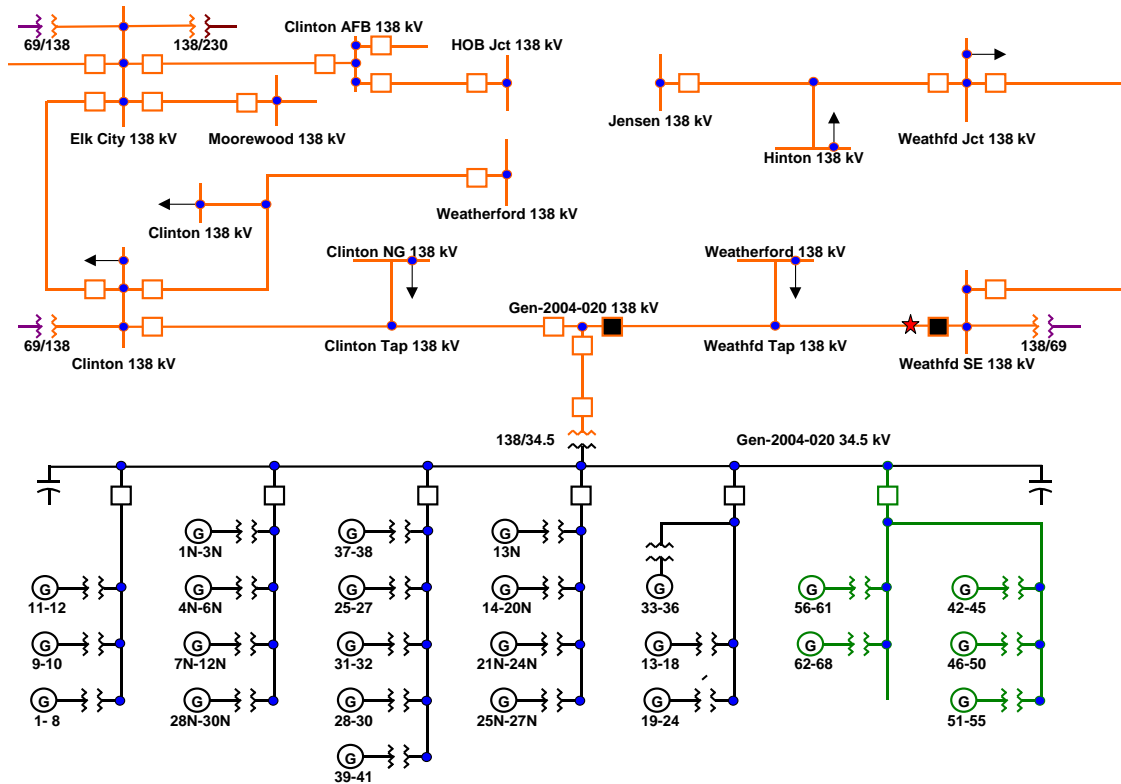 Clinton AFB 138 kV
69/138
138/230
HOB Jct 138 kV
Jensen 138 kV
Weathfd Jct 138 kV
Elk City 138 kV
Moorewood 138 kV
Hinton 138 kV
Weatherford 138 kV
Clinton 138 kV
Clinton NG 138 kV
Weatherford 138 kV
Gen-2004-020 138 kV
69/138
Clinton 138 kV
Clinton Tap 138 kV
Weathfd Tap 138 kV
138/69
Weathfd SE 138 kV
138/34.5
Gen-2004-020 34.5 kV
G
11-12
G
9-10
G
1- 8
G
1N-3N
G
4N-6N
G
7N-12N
G
28N-30N
G
37-38
G
25-27
G
31-32
G
28-30
G
39-41
G
13N
G
14-20N
G
21N-24N
G
25N-27N
G
33-36
G
13-18
G
19-24
G
56-61
G
62-68
G
42-45
G
46-50
G
51-55